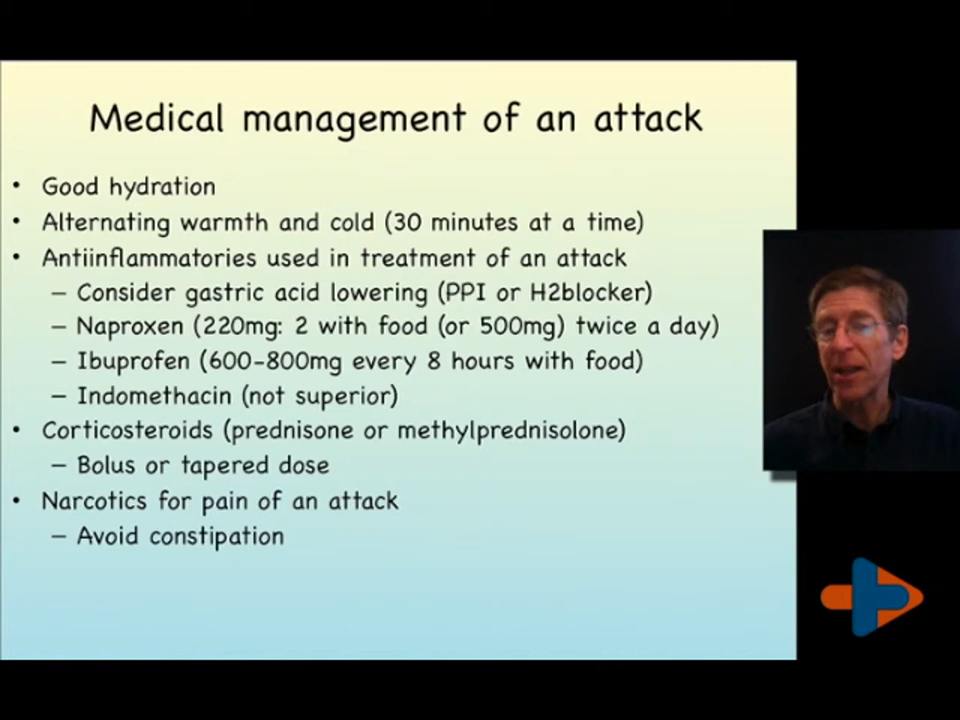 Medical management of an attack
• Good hydration
• Alternating warmth and cold (30 minutes at a time)
• Antiinflammatories used in treatment of an attack
– Consider gastric acid lowering (PPI or H2blocker)
– Naproxen (220mg: 2 with food (or 500mg) twice a day)
– Ibuprofen (600-800mg every 8 hours with food)
– Indomethacin (not superior)
• Corticosteroids (prednisone or methylprednisolone)
– Bolus or tapered dose
• Narcotics for pain of an attack
– Avoid constipation